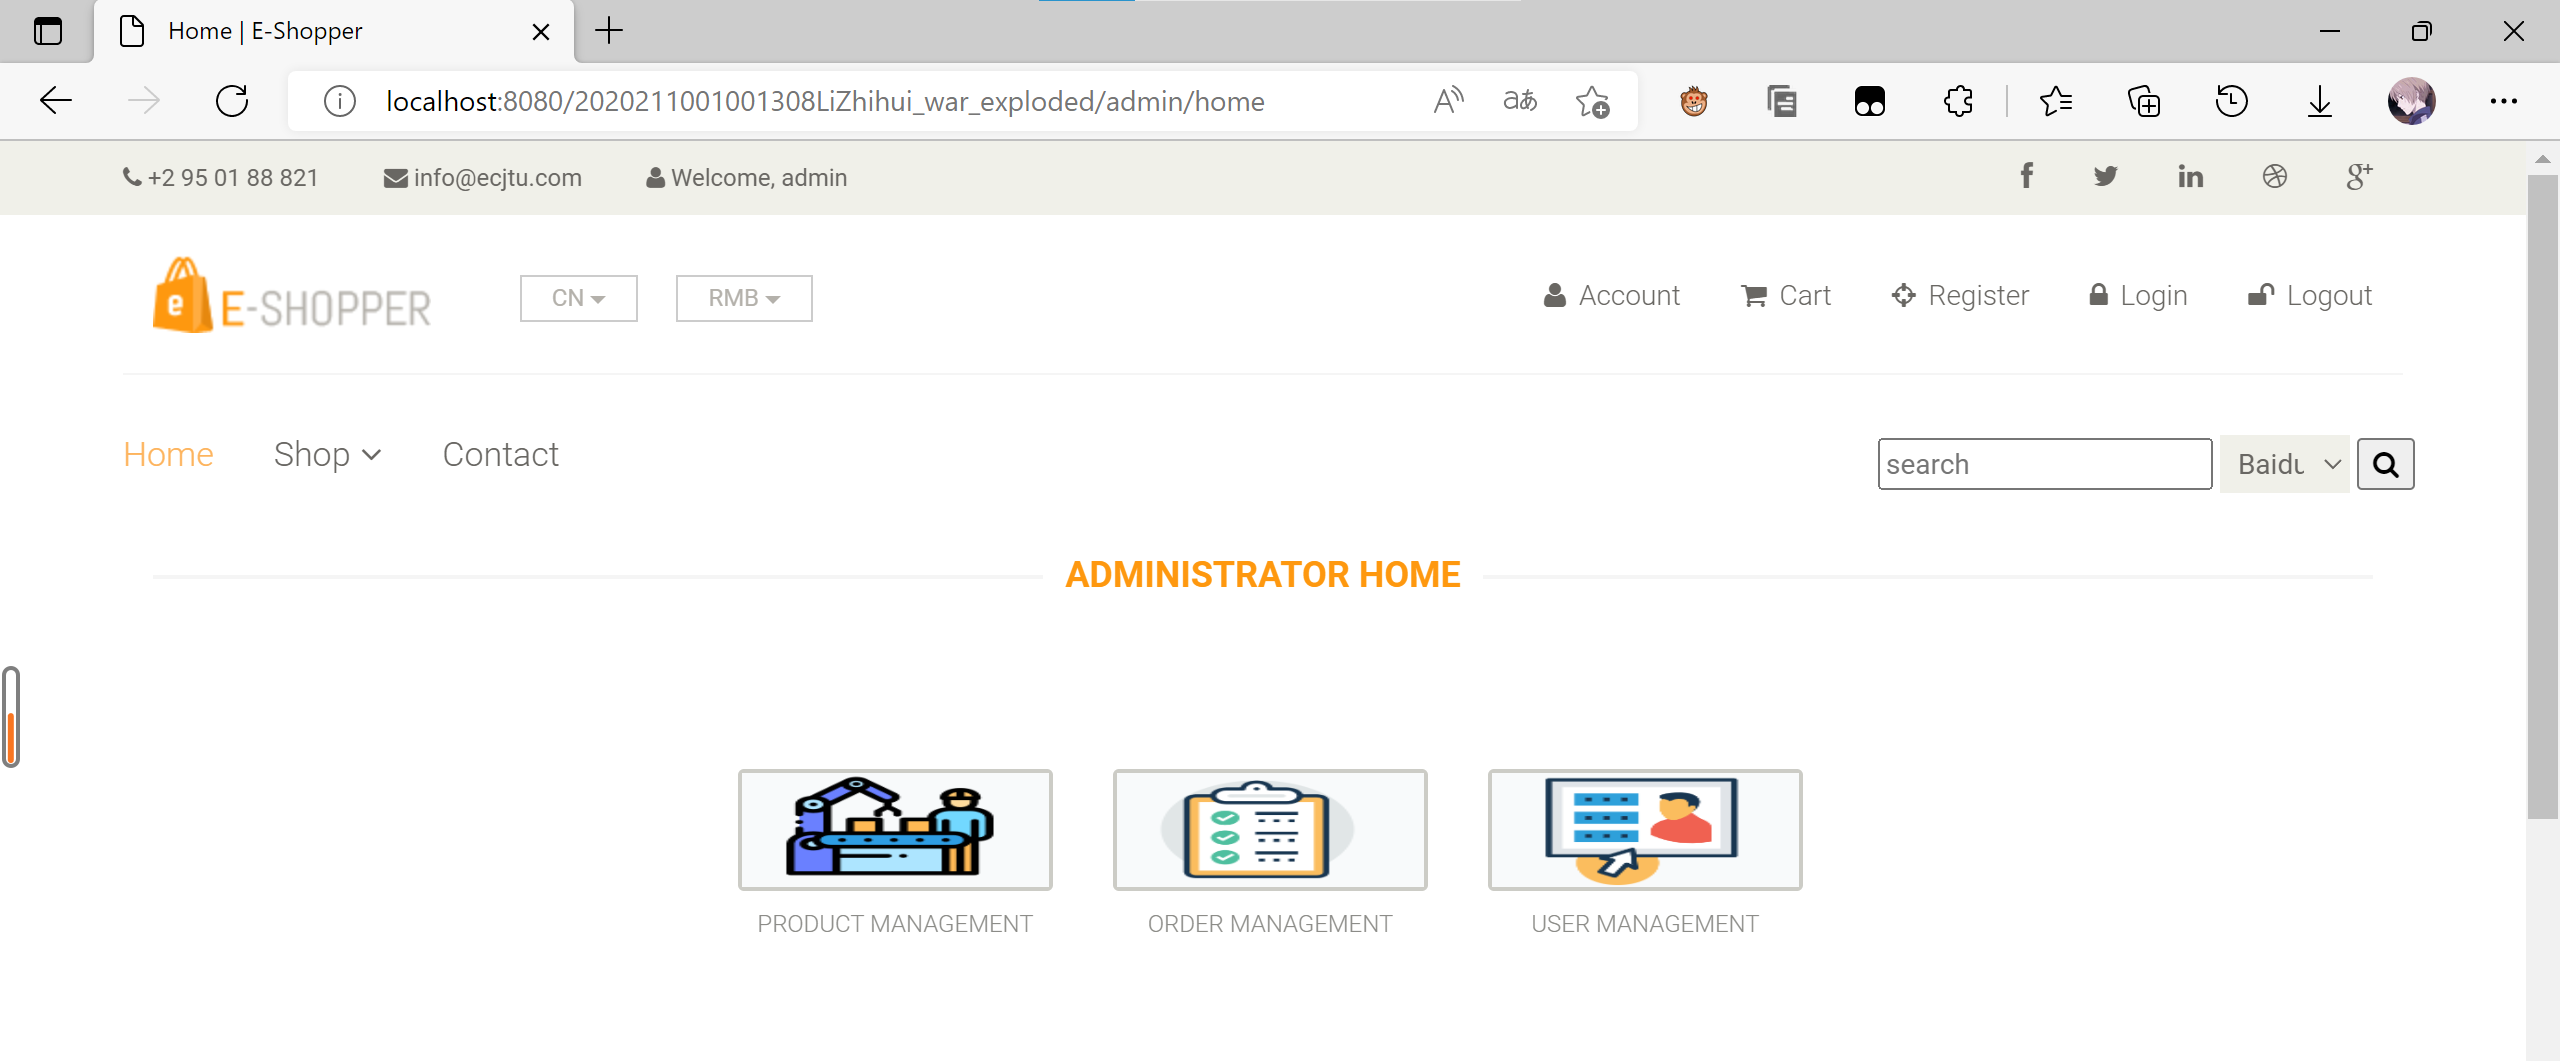 Home | E-Shopper
localhost:8080/2020211001001308LiZhihui_war_exploded/admin/home
+2 95 01 88 821 info@ecjtu.com Welcome, admin
E-SHOPPER CN RMB Account Cart Register Login Logout
Home Shop Contact search Baidu
ADMINISTRATOR HOME
PRODUCT MANAGEMENT ORDER MANAGEMENT USER MANAGEMENT